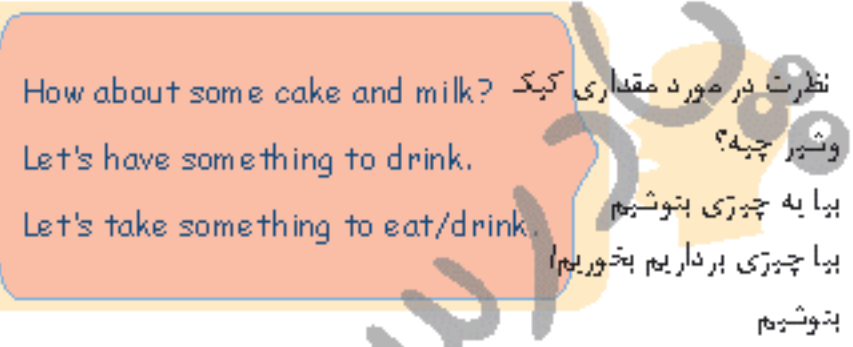 How about some cake and milk?
Let's have something to drink.
Let's take something to eat/drink.
نظرت در مورد مقداری کیک
وشیر چیه؟
بیا یه چیزی بنوشیم
بیا چیزی برداریم بخوریم/
بنوشیم